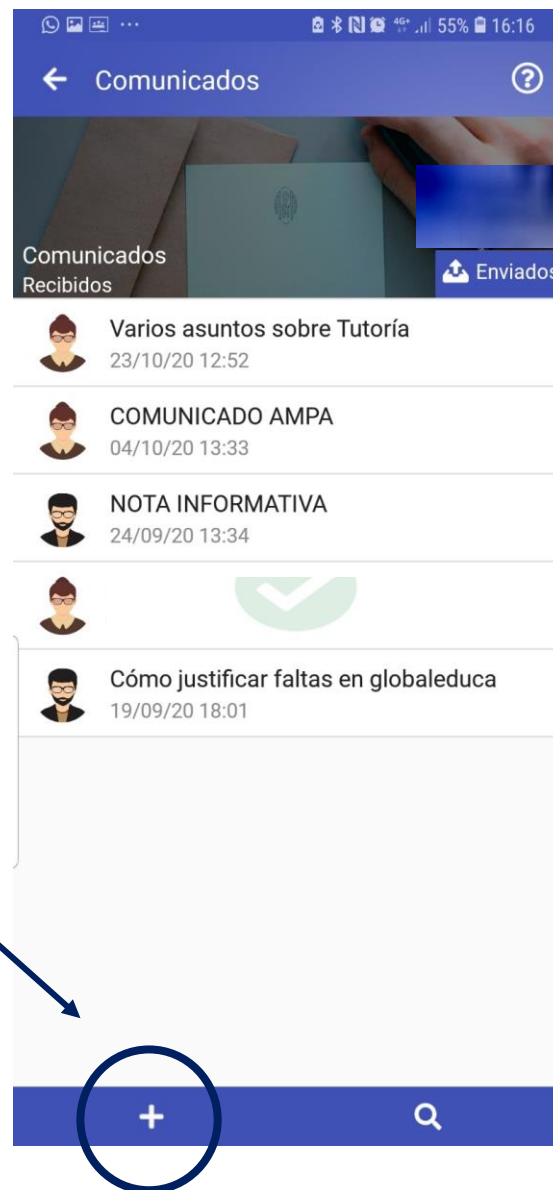 55% 16:16
Comunicados
Comunicados
Recibidos
Enviados
Varios asuntos sobre Tutoría
23/10/20 12:52
COMUNICADO AMPA
04/10/20 13:33
NOTA INFORMATIVA
24/09/20 13:34
Cómo justificar faltas en globaleduca
19/09/20 18:01